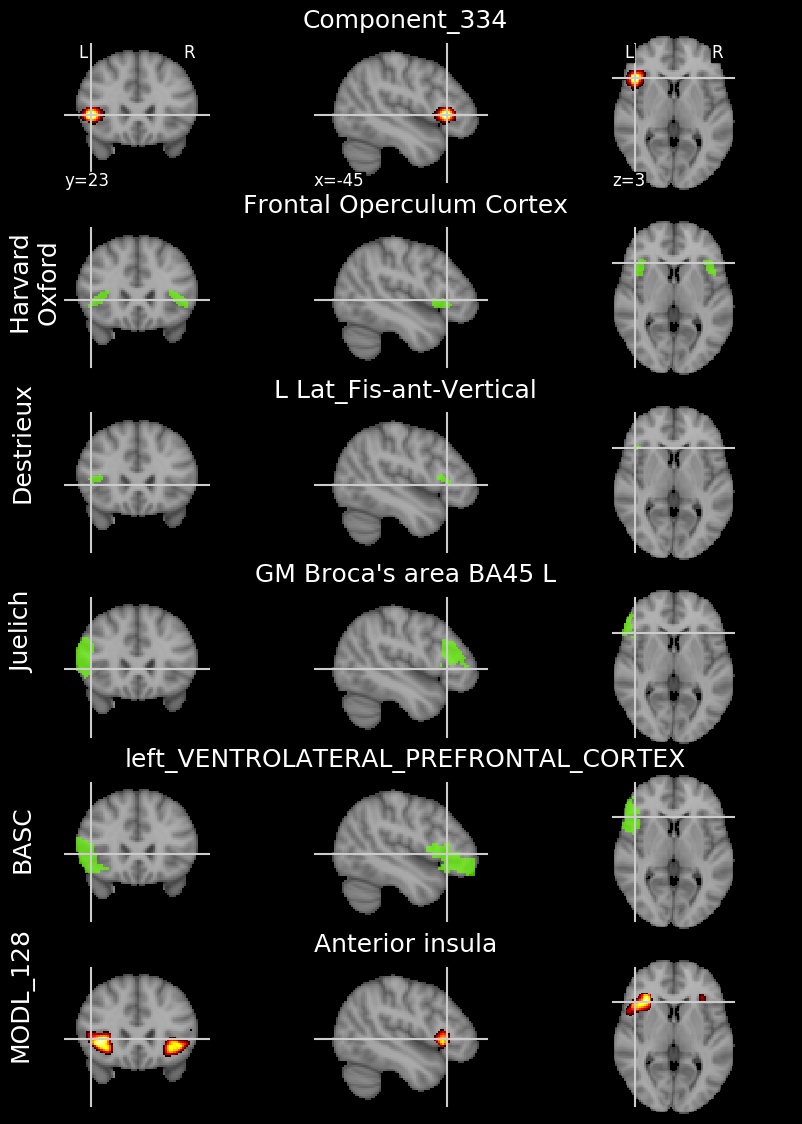 Component_334
L R
L R
y=23
x=-45
z=3
Frontal Operculum Cortex
Harvard
Oxford
L Lat_Fis-ant-Vertical
Destrieux
GM Broca's area BA45 L
Juelich
left_VENTROLATERAL_PREFRONTAL_CORTEX
BASC
Anterior insula
MODL_128